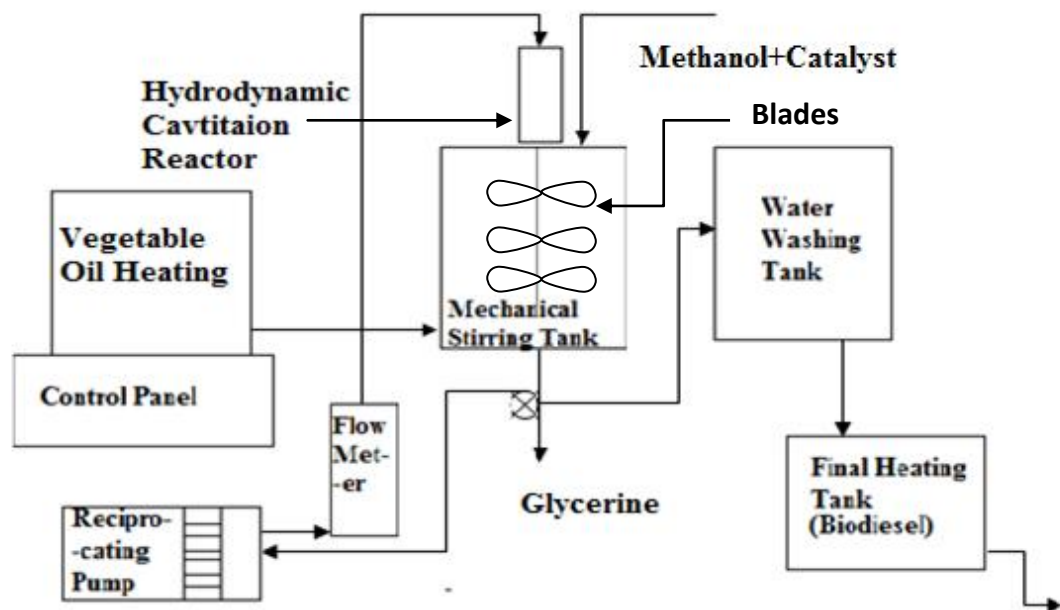 Methanol+Catalyst
Hydrodynamic
Cavtitaion
Reactor
Blades
Vegetable
Oil Heating
Water
Washing
Tank
Mechanical
Stirring Tank
Control Panel
Flow
Met-
-er
Final Heating
Tank
(Biodiesel)
Glycerine
Recipro-
-cating
Pump